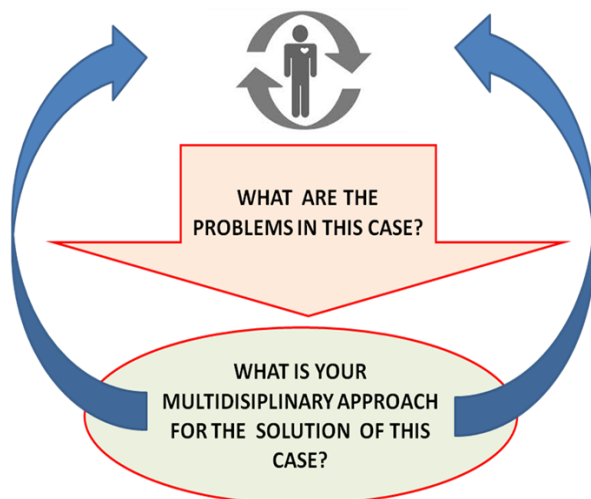 WHAT ARE THE
PROBLEMS IN THIS CASE?
WHAT IS YOUR
MULTIDISIPLINARY APPROACH
FOR THE SOLUTION OF THIS
CASE?